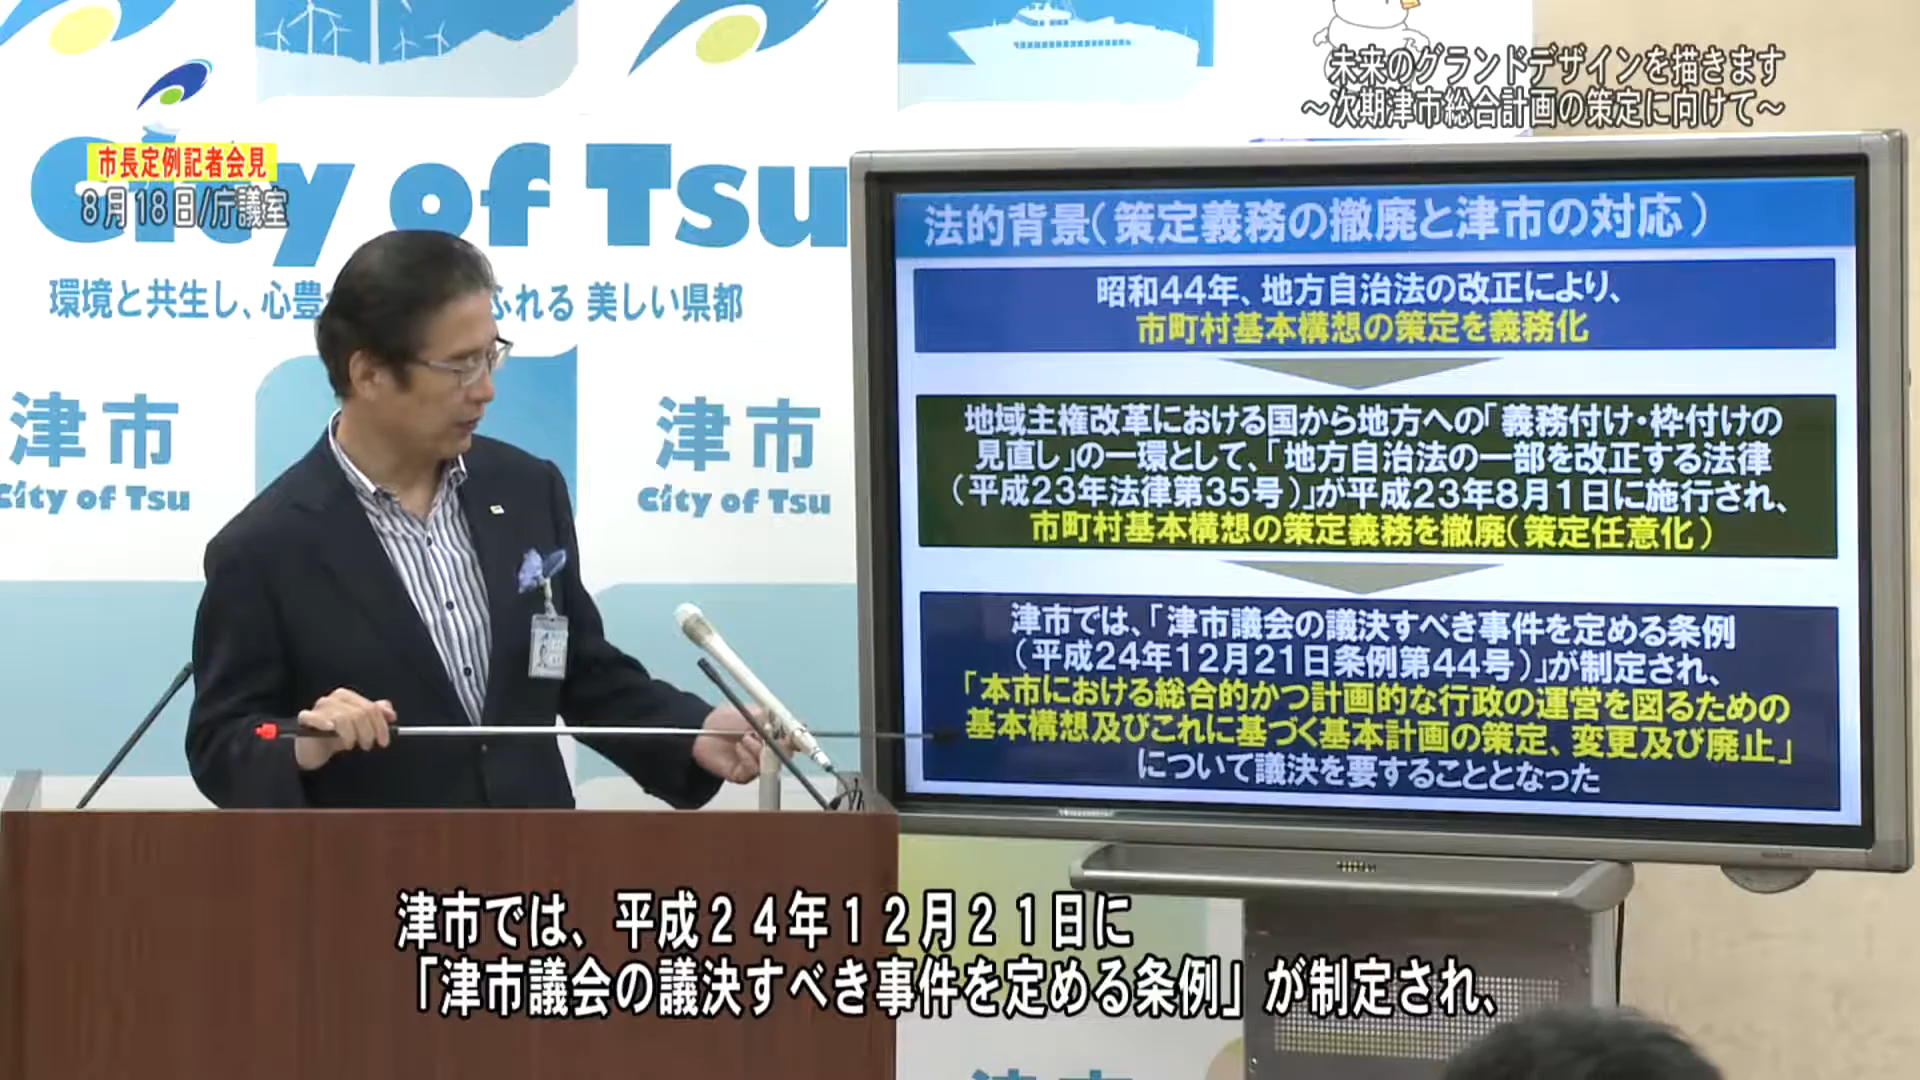 未来のグランドデザインを描きます
～次期津市総合計画の策定に向けて～
市長定例記者会見
8月18日/庁議室
City of Tsu
環境と共生し、心豊
ふれる 美しい県都
津市
City of Tsu
津市
City of Tsu
法的背景(策定義務の撤廃と津市の対応)
昭和44年、地方自治法の改正により、
市町村基本構想の策定を義務化
地域主権改革における国から地方への「義務付け・枠付けの
見直し」の一環として、「地方自治法の一部を改正する法律
(平成23年法律第35号)」が平成23年8月1日に施行され、
市町村基本構想の策定義務を撤廃(策定任意化)
津市では、「津市議会の議決すべき事件を定める条例
(平成24年12月21日条例第44号)」が制定され、
「本市における総合的かつ計画的な行政の運営を図るための
基本構想及びこれに基づく基本計画の策定、変更及び廃止」
について議決を要することとなった
津市では、平成24年12月21日に
「津市議会の議決すべき事件を定める条例」が制定され、